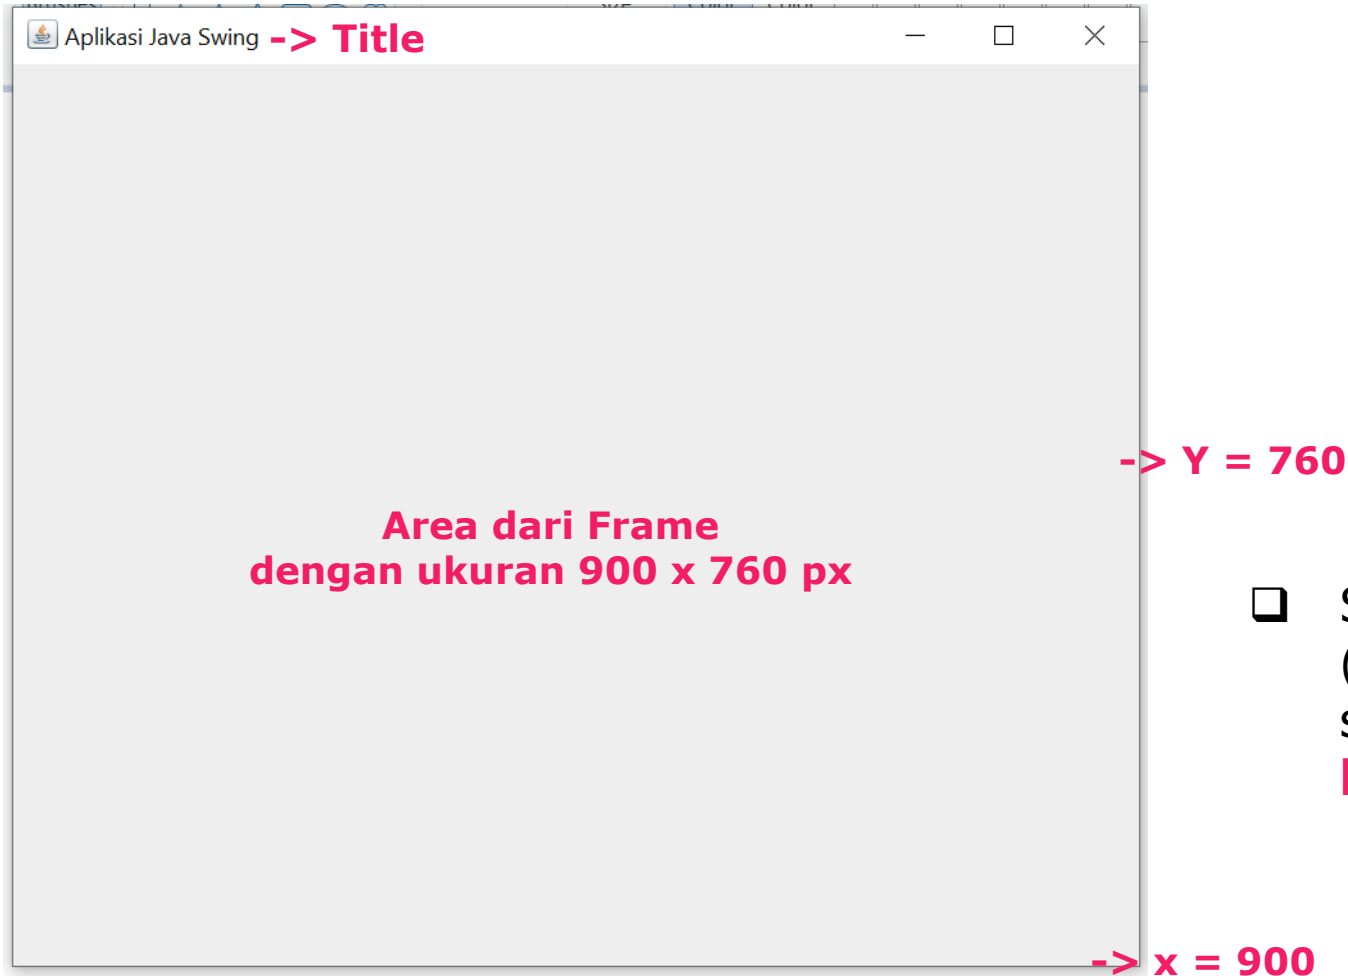 Aplikasi Java Swing -> Title
-> Y = 760
Area dari Frame
dengan ukuran 900 x 760 px
-> x = 900